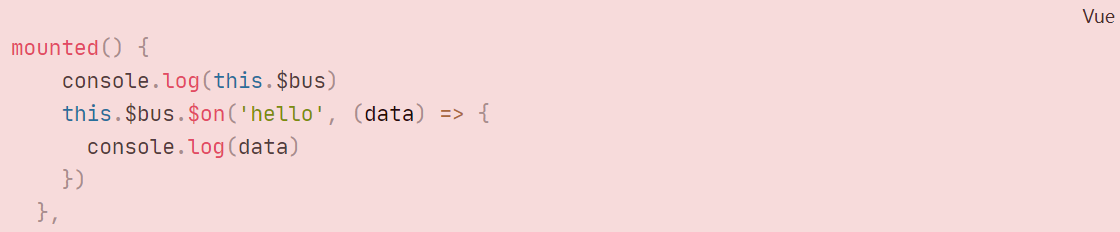 Vue
mounted() {
    console.log(this.$bus)
    this.$bus.$on('hello', (data) => {
      console.log(data)
    })
  },